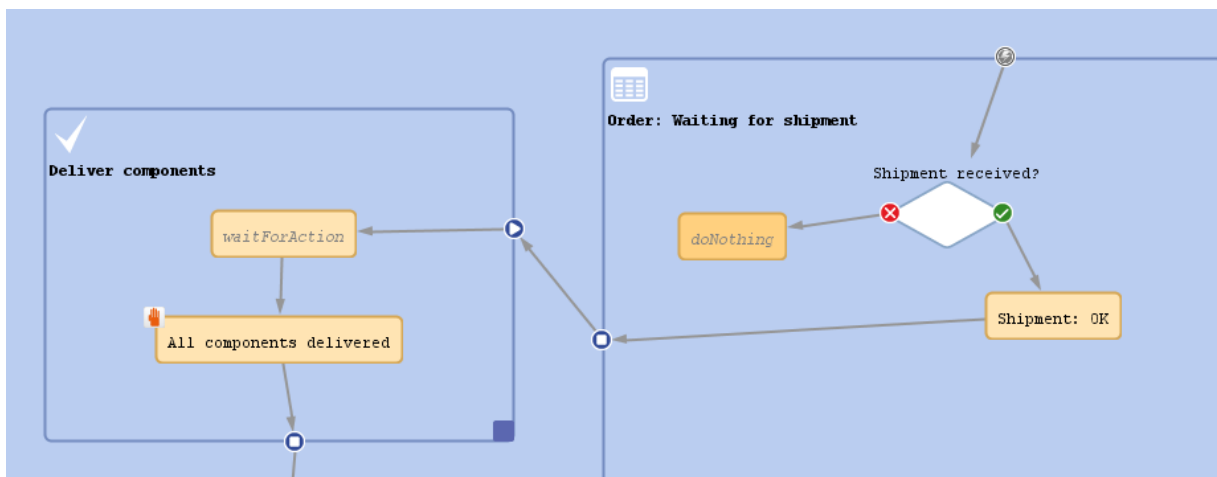 Order: Waiting for shipment
Deliver components
Shipment received?
waitForAction
doNothing
All components delivered
Shipment: OK